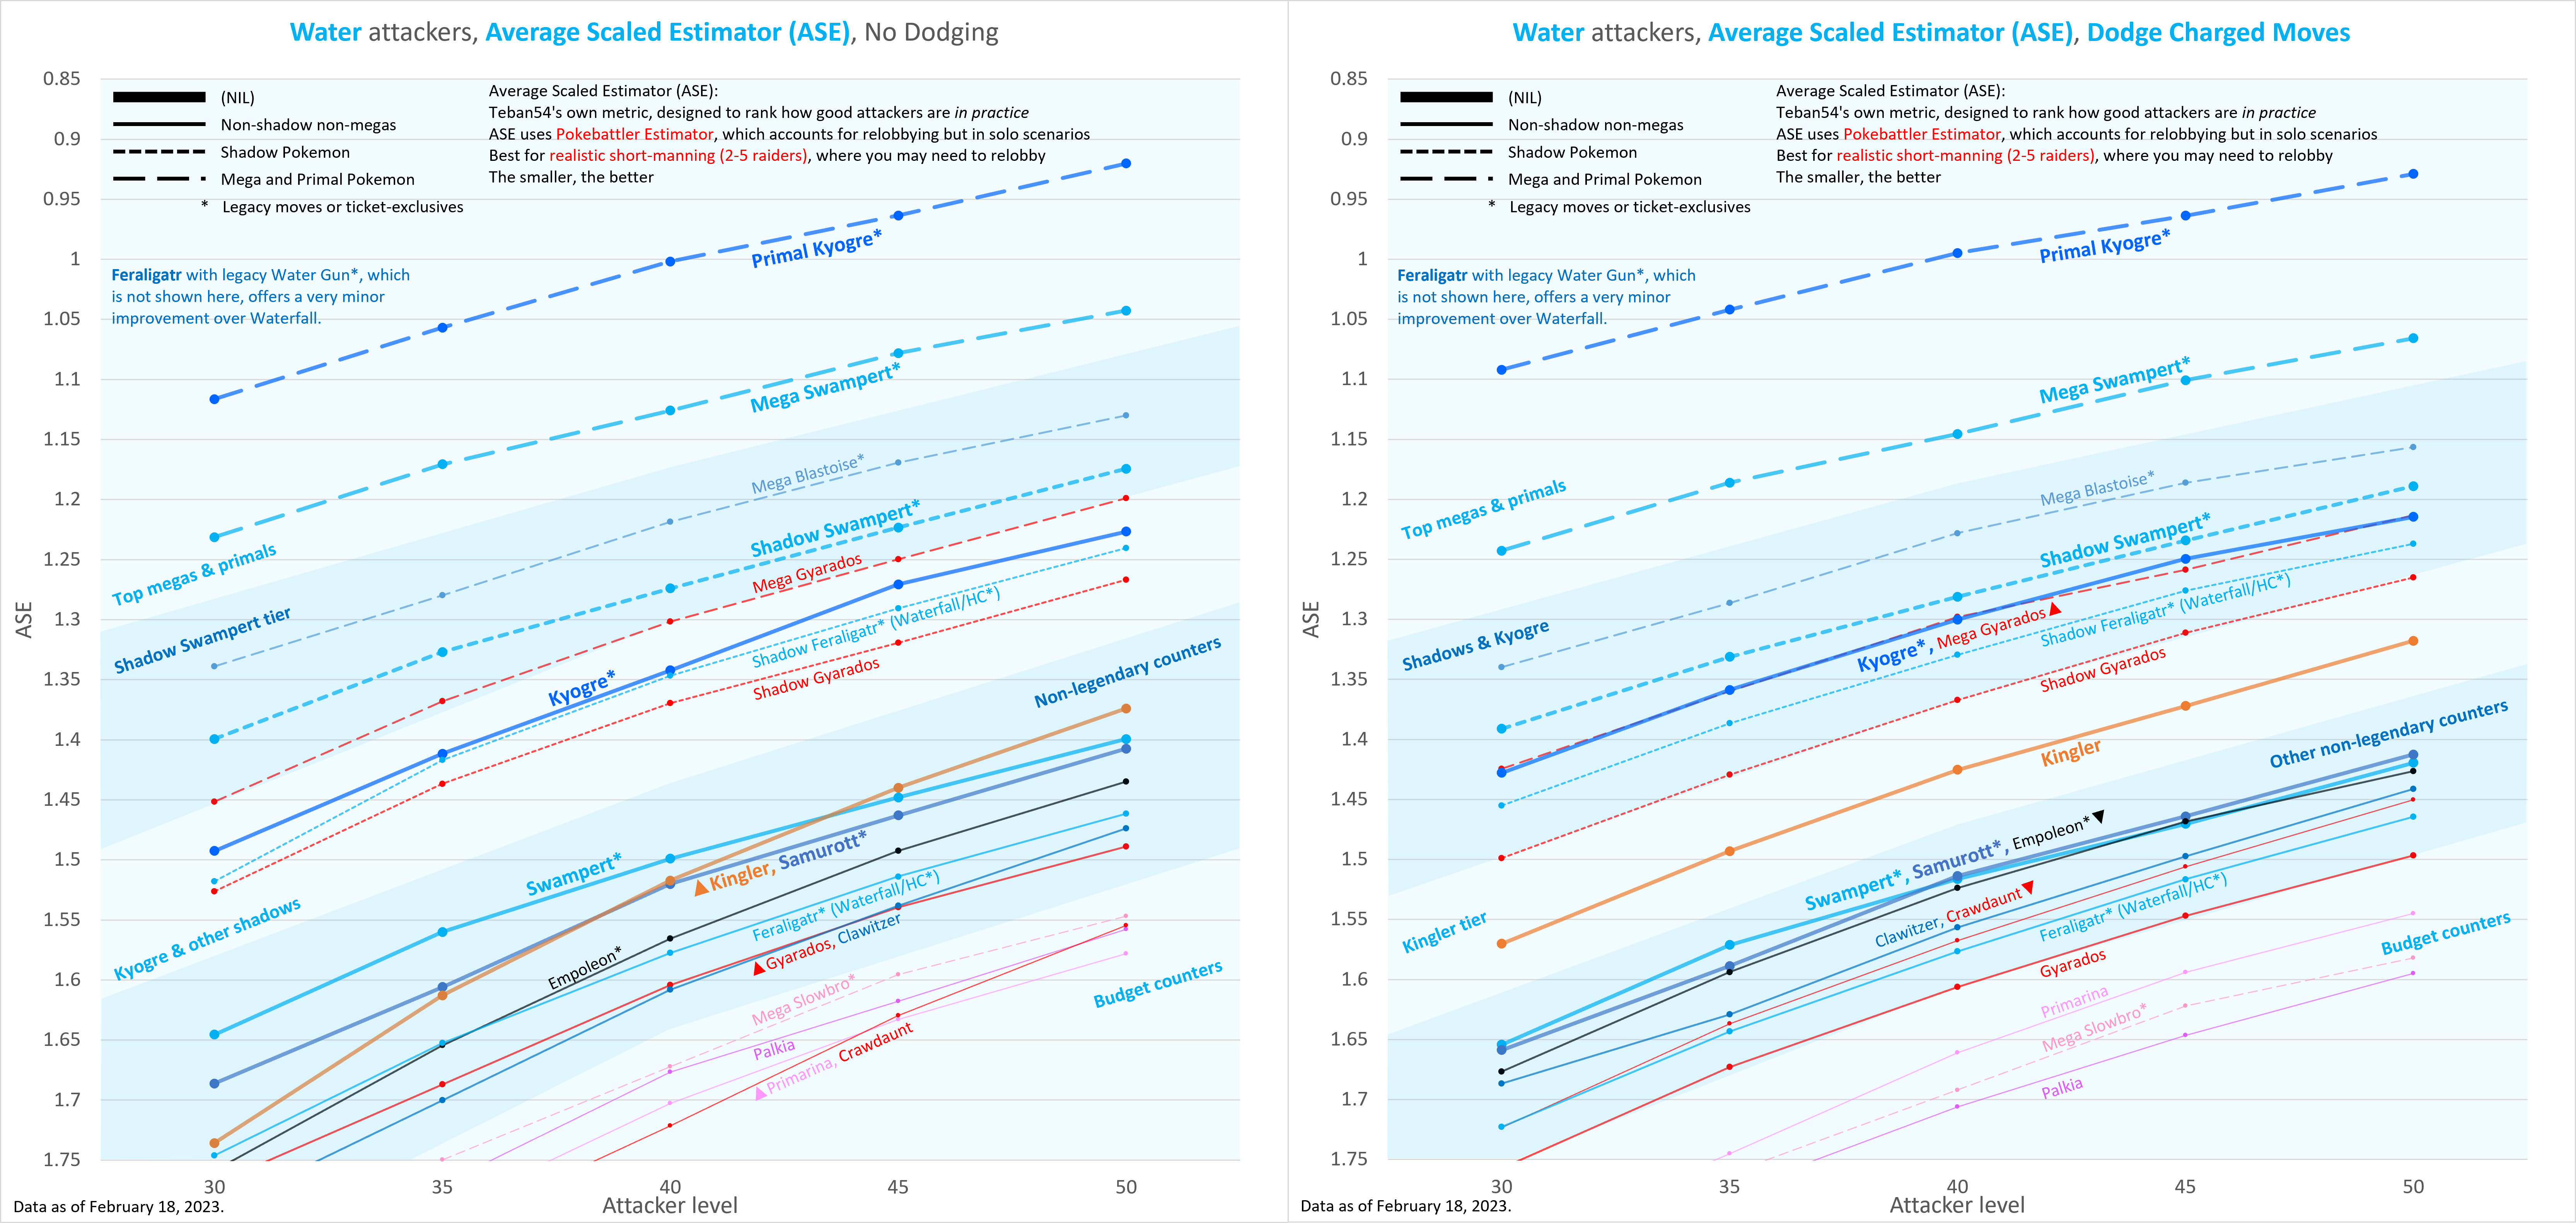 Water attackers, Average Scaled Estimator (ASE), No Dodging
0.85
0.9
0.95
1
1.05
1.1
1.15
1.2
1.25
1.3
1.35
1.4
1.45
1.5
1.55
1.6
1.65
1.7
1.75
ASE
(NIL)
Non-shadow non-megas
Shadow Pokemon
Mega and Primal Pokemon
* Legacy moves or ticket-exclusives
Average Scaled Estimator (ASE):
Teban54's own metric, designed to rank how good attackers are in practice
ASE uses Pokebattler Estimator, which accounts for relobbying but in solo scenarios
Best for realistic short-manning (2-5 raiders), where you may need to relobby
The smaller, the better
Feraligatr with legacy Water Gun*, which
is not shown here, offers a very minor
improvement over Waterfall.
Primal Kyogre*
Mega Swampert*
Mega Blastoise*
Shadow Swampert*
Top megas & primals
Mega Gyarados
Shadow Feraligatr* (Waterfall/HC*)
Shadow Swampert tier
Kyogre*
Shadow Gyarados
Non-legendary counters
Swampert*
▲Kingler, Samurott*
Kyogre & other shadows
Feraligatr* (Waterfall/HC*)
Empoleon*
▲Gyarados, Clawitzer
Mega Slowbro*
Palkia
▲Primarina, Crawdaunt
Budget counters
30
35
40
45
50
Attacker level
Data as of February 18, 2023.
Water attackers, Average Scaled Estimator (ASE), Dodge Charged Moves
0.85
0.9
0.95
1
1.05
1.1
1.15
1.2
1.25
1.3
1.35
1.4
1.45
1.5
1.55
1.6
1.65
1.7
1.75
ASE
(NIL)
Non-shadow non-megas
Shadow Pokemon
Mega and Primal Pokemon
* Legacy moves or ticket-exclusives
Average Scaled Estimator (ASE):
Teban54's own metric, designed to rank how good attackers are in practice
ASE uses Pokebattler Estimator, which accounts for relobbying but in solo scenarios
Best for realistic short-manning (2-5 raiders), where you may need to relobby
The smaller, the better
Feraligatr with legacy Water Gun*, which
is not shown here, offers a very minor
improvement over Waterfall.
Primal Kyogre*
Mega Swampert*
Mega Blastoise*
Top megas & primals
Shadow Swampert*
Shadows & Kyogre
Kyogre*, Mega Gyarados▲
Shadow Feraligatr* (Waterfall/HC*)
Shadow Gyarados
Kingler
Other non-legendary counters
Swampert*, Samurott*, Empoleon*▼
Kingler tier
Clawitzer, Crawdaunt▼
Feraligatr* (Waterfall/HC*)
Gyarados
Budget counters
Primarina
Mega Slowbro*
Palkia
30
35
40
45
50
Attacker level
Data as of February 18, 2023.